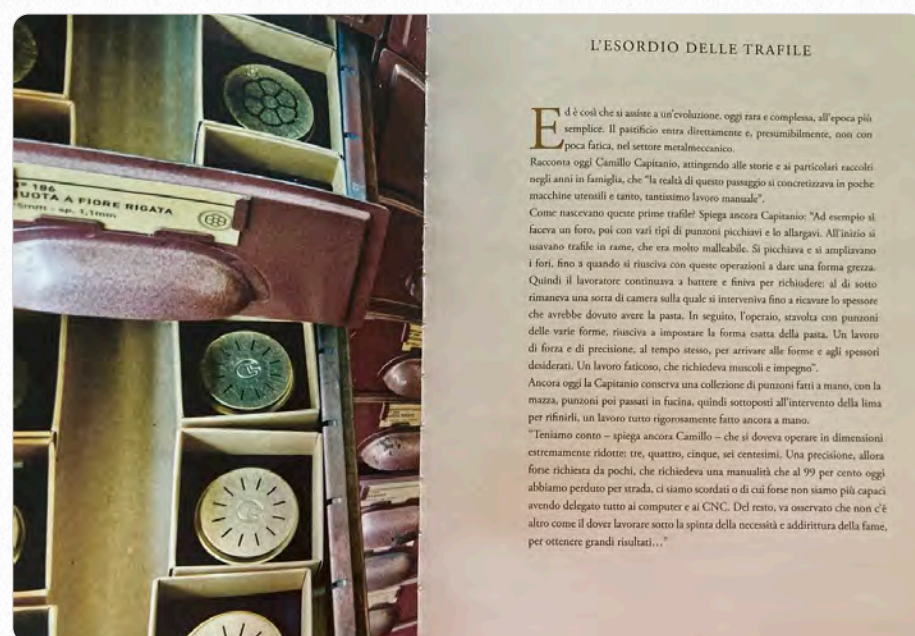 Nº 186
UOTA A FIORE RIGATA
5mm - sp. 1,1mm
L'ESORDIO DELLE TRAFILE
Ed è così che si assiste a un'evoluzione, oggi rara e complessa, all'epoca più
semplice. Il pastificio entra direttamente e, presumibilmente, non con
poca fatica, nel settore metalmeccanico.
Racconta oggi Camillo Capitanio, attingendo alle storie e ai particolari raccolti
negli anni in famiglia, che "la realtà di questo passaggio si concretizzava in poche
macchine utensili e tanto, tantissimo lavoro manuale".
Come nascevano queste prime trafile? Spiega ancora Capitanio: "Ad esempio si
faceva un foro, poi con vari tipi di punzoni picchiavi e lo allargavi. All'inizio si
usavano trafile in rame, che era molto malleabile. Si picchiava e si ampliavano
i fori, fino a quando si riusciva con queste operazioni a dare una forma grezza.
Quindi il lavoratore continuava a battere e finiva per richiudere; al di sotto
rimaneva una sorta di camera sulla quale si interveniva fino a ricavare lo spessore
che avrebbe dovuto avere la pasta. In seguito, l'operaio, stavolta con punzoni
delle varie forme, riusciva a impostare la forma esatta della pasta. Un lavoro
di forza e di precisione, al tempo stesso, per arrivare alle forme e agli spessori
desiderati. Un lavoro faticoso, che richiedeva muscoli e impegno".
Ancora oggi la Capitanio conserva una collezione di punzoni fatti a mano, con la
mazza, punzoni poi passati in fucina, quindi sottoposti all'intervento della lima
per rifinirli, un lavoro tutto rigorosamente fatto ancora a mano.
"Teniamo conto – spiega ancora Camillo – che si doveva operare in dimensioni
estremamente ridotte: tre, quattro, cinque, sei centesimi. Una precisione, allora
forse richiesta da pochi, che richiedeva una manualità che al 99 per cento oggi
abbiamo perduto per strada, ci siamo scordati o di cui forse non siamo più capaci
avendo delegato tutto ai computer e ai CNC. Del resto, va osservato che non c'è
altro come il dover lavorare sotto la spinta della necessità e addirittura della fame,
per ottenere grandi risultati…"